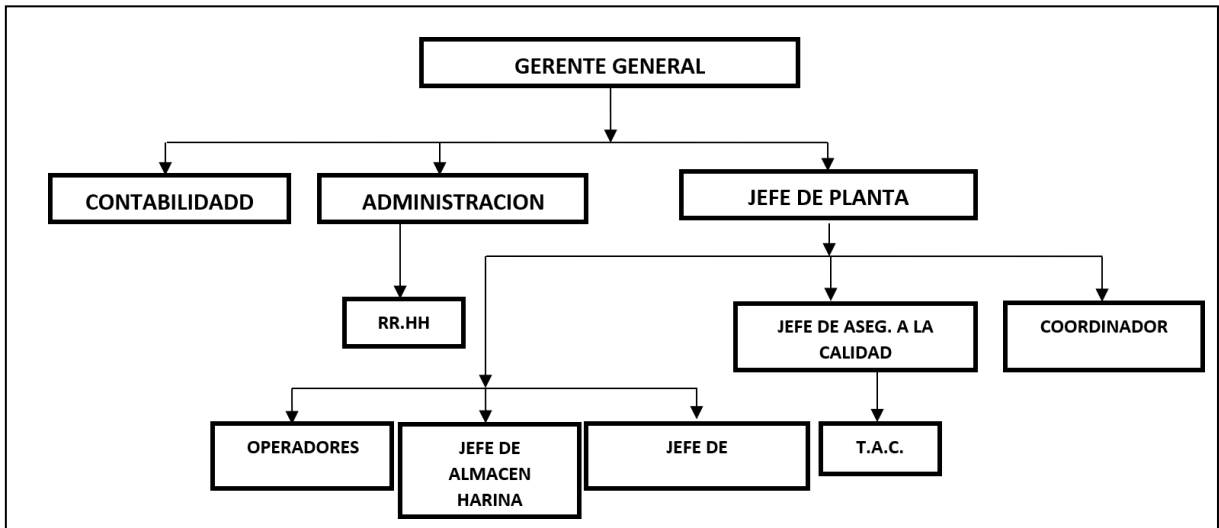 GERENTE GENERAL
CONTABILIDADD
ADMINISTRACION
JEFE DE PLANTA
RR.HH
JEFE DE ASEG. A LA
CALIDAD
COORDINADOR
OPERADORES
JEFE DE
ALMACEN
HARINA
JEFE DE
T.A.C.